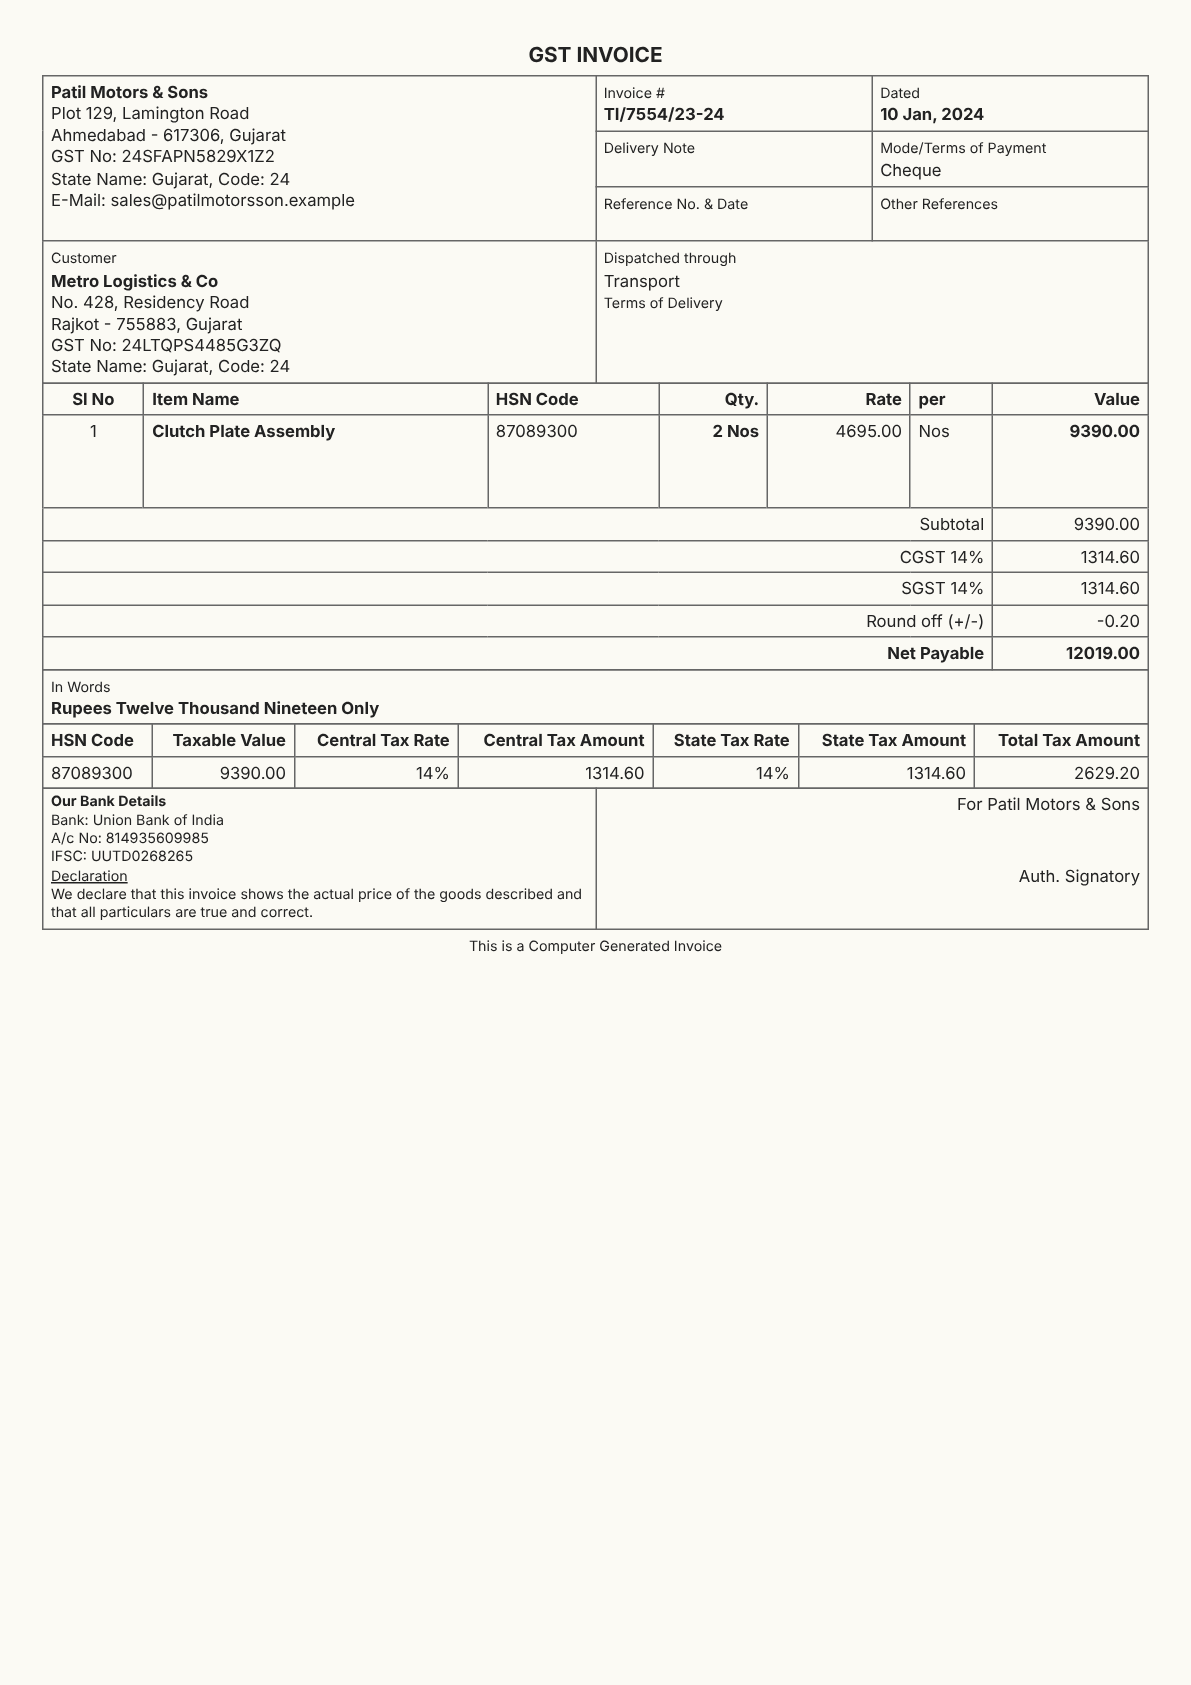 GST INVOICE
Patil Motors & Sons
Plot 129, Lamington Road
Ahmedabad - 617306, Gujarat
GST No: 24SFAPN5829X1Z2
State Name: Gujarat, Code: 24
E-Mail: sales@patilmotorsson.example
Invoice #
TI/7554/23-24
Dated
10 Jan, 2024
Delivery Note
Mode/Terms of Payment
Cheque
Reference No. & Date
Other References
Customer
Metro Logistics & Co
No. 428, Residency Road
Rajkot - 755883, Gujarat
GST No: 24LTQPS4485G3ZQ
State Name: Gujarat, Code: 24
Dispatched through
Transport
Terms of Delivery
Sl No Item Name HSN Code Qty. Rate per Value
1 Clutch Plate Assembly 87089300 2 Nos 4695.00 Nos 9390.00
Subtotal 9390.00
CGST 14% 1314.60
SGST 14% 1314.60
Round off (+/-) -0.20
Net Payable 12019.00
In Words
Rupees Twelve Thousand Nineteen Only
HSN Code Taxable Value Central Tax Rate Central Tax Amount State Tax Rate State Tax Amount Total Tax Amount
87089300 9390.00 14% 1314.60 14% 1314.60 2629.20
Our Bank Details
Bank: Union Bank of India
A/c No: 814935609985
IFSC: UUTD0268265
Declaration
We declare that this invoice shows the actual price of the goods described and
that all particulars are true and correct.
For Patil Motors & Sons
Auth. Signatory
This is a Computer Generated Invoice